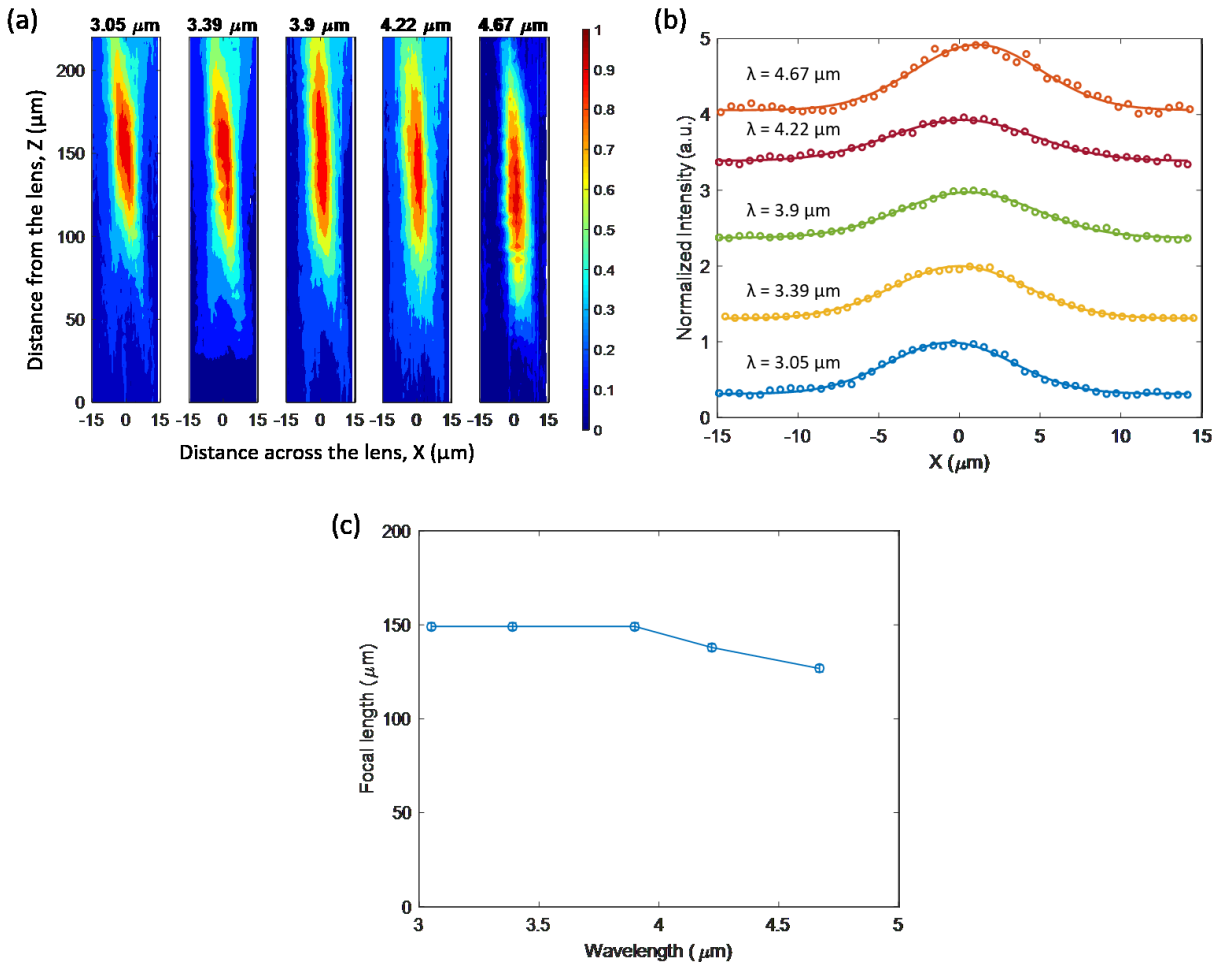 (a)
3.05 µm 3.39 µm 3.9 µm 4.22 µm 4.67 µm
Distance from the lens, Z (µm)
200
150
100
50
0
-15 0 15 -15 0 15 -15 0 15 -15 0 15 -15 0 15
Distance across the lens, X (µm)
1
0.9
0.8
0.7
0.6
0.5
0.4
0.3
0.2
0.1
0
(b)
Normalized Intensity (a.u.)
5
4
3
2
1
0
λ = 4.67 µm
λ = 4.22 µm
λ = 3.9 µm
λ = 3.39 µm
λ = 3.05 µm
-15 -10 -5 0 5 10 15
X (µm)
(c)
Focal length (µm)
200
150
100
50
0
3 3.5 4 4.5 5
Wavelength (µm)